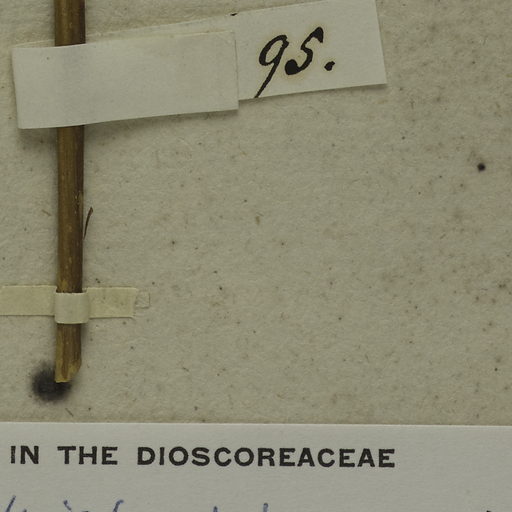 95.
IN THE DIOSCOREACEAE